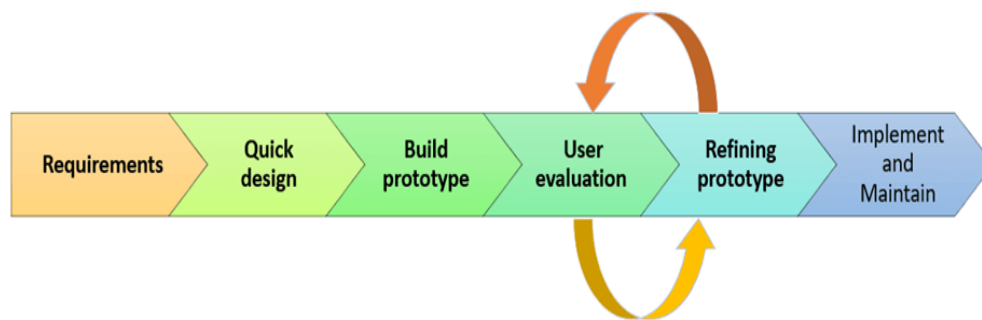 Requirements
Quick
design
Build
prototype
User
evaluation
Refining
prototype
Implement
and
Maintain